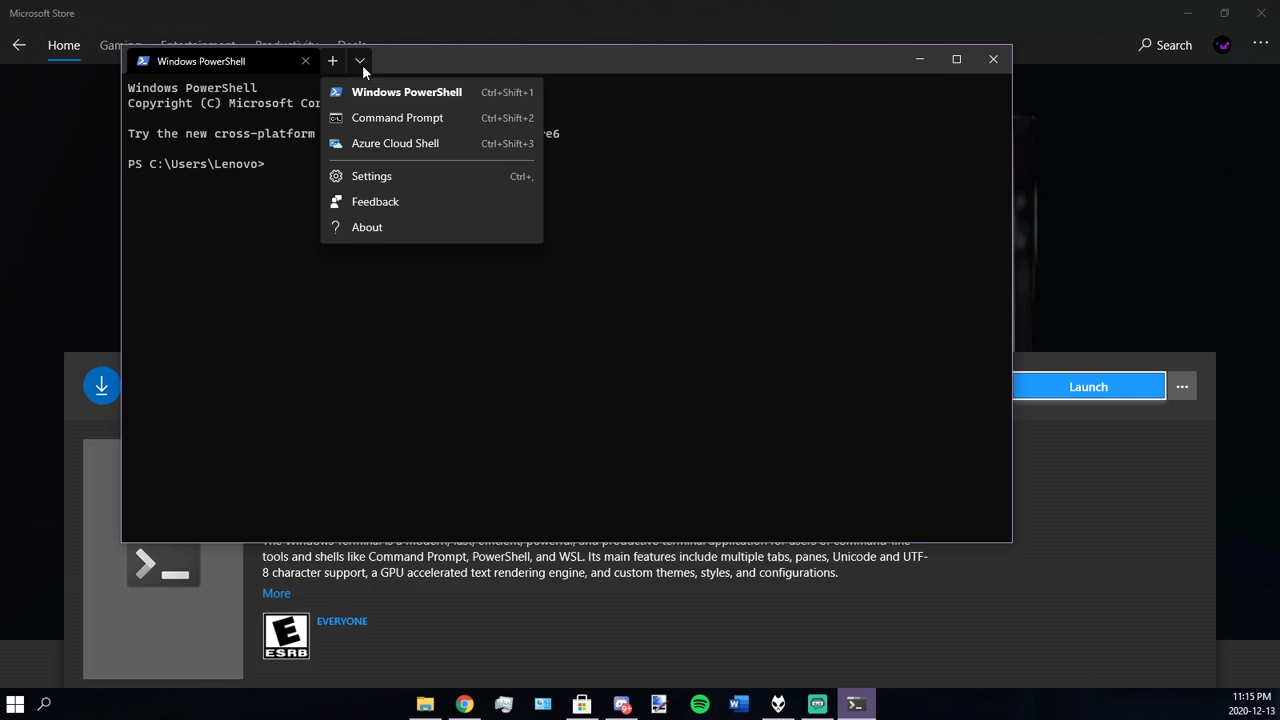 Microsoft Store
Home
Search
Windows PowerShell
Windows PowerShell
Copyright (C) Microsoft
Try the new cross-platform
e6
PS C:\Users\Lenovo>
Windows PowerShell Ctrl+Shift+1
Command Prompt Ctrl+Shift+2
Azure Cloud Shell Ctrl+Shift+3
Settings Ctrl+,
Feedback
? About
Launch
tools and shells like Command Prompt, PowerShell, and WSL. Its main features include multiple tabs, panes, Unicode and UTF-
8 character support, a GPU accelerated text rendering engine, and custom themes, styles, and configurations.
More
E
ESRB
EVERYONE
11:15 PM
2020-12-13